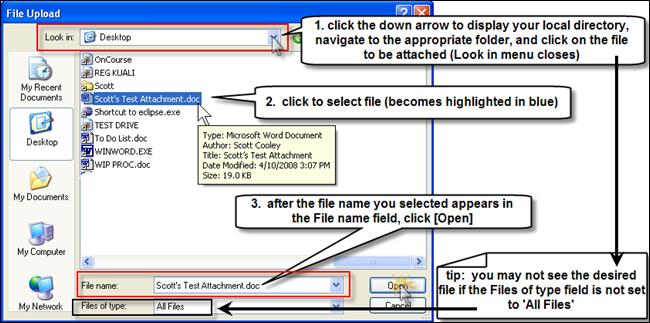 File Upload
Look in:
Desktop
1. click the down arrow to display your local directory,
navigate to the appropriate folder, and click on the file
to be attached (Look in menu closes)
My Recent
Documents
Desktop
My Documents
My Computer
My Network
OnCourse
REG KUALI
Scott
Scott's Test Attachment.doc
Shortcut to eclipse.exe
TEST DRIVE
To Do List.doc
WINWORD.EXE
WIP PROC.doc
2. click to select file (becomes highlighted in blue)
Type: Microsoft Word Document
Author: Scott Cooley
Title: Scott's Test Attachment
Date Modified: 4/10/2008 3:07 PM
Size: 19.0 KB
3. after the file name you selected appears
in the File name field, click [Open]
File name:
Scott's Test Attachment.doc
Open
Files of type:
All Files
Cancel
tip: you may not see the desired
file if the Files of type field is not set
to 'All Files'